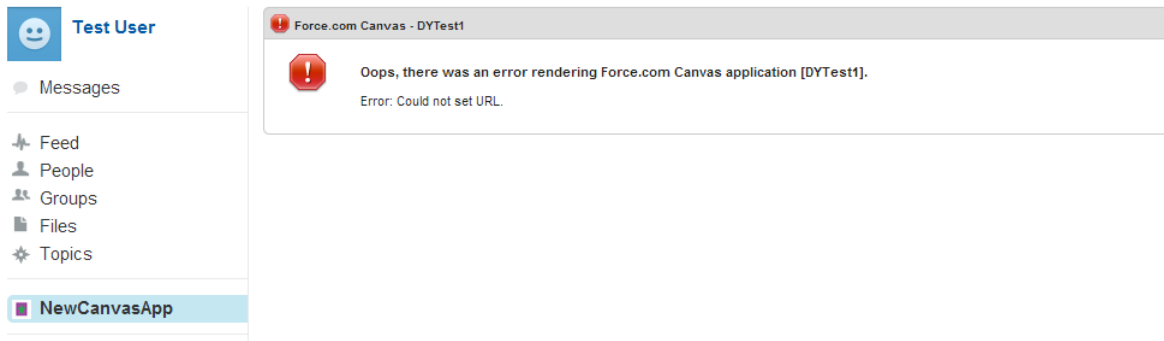 Test User
Messages
Feed
People
Groups
Files
Topics
NewCanvasApp
Force.com Canvas - DYTest1
Oops, there was an error rendering Force.com Canvas application [DYTest1].
Error: Could not set URL.